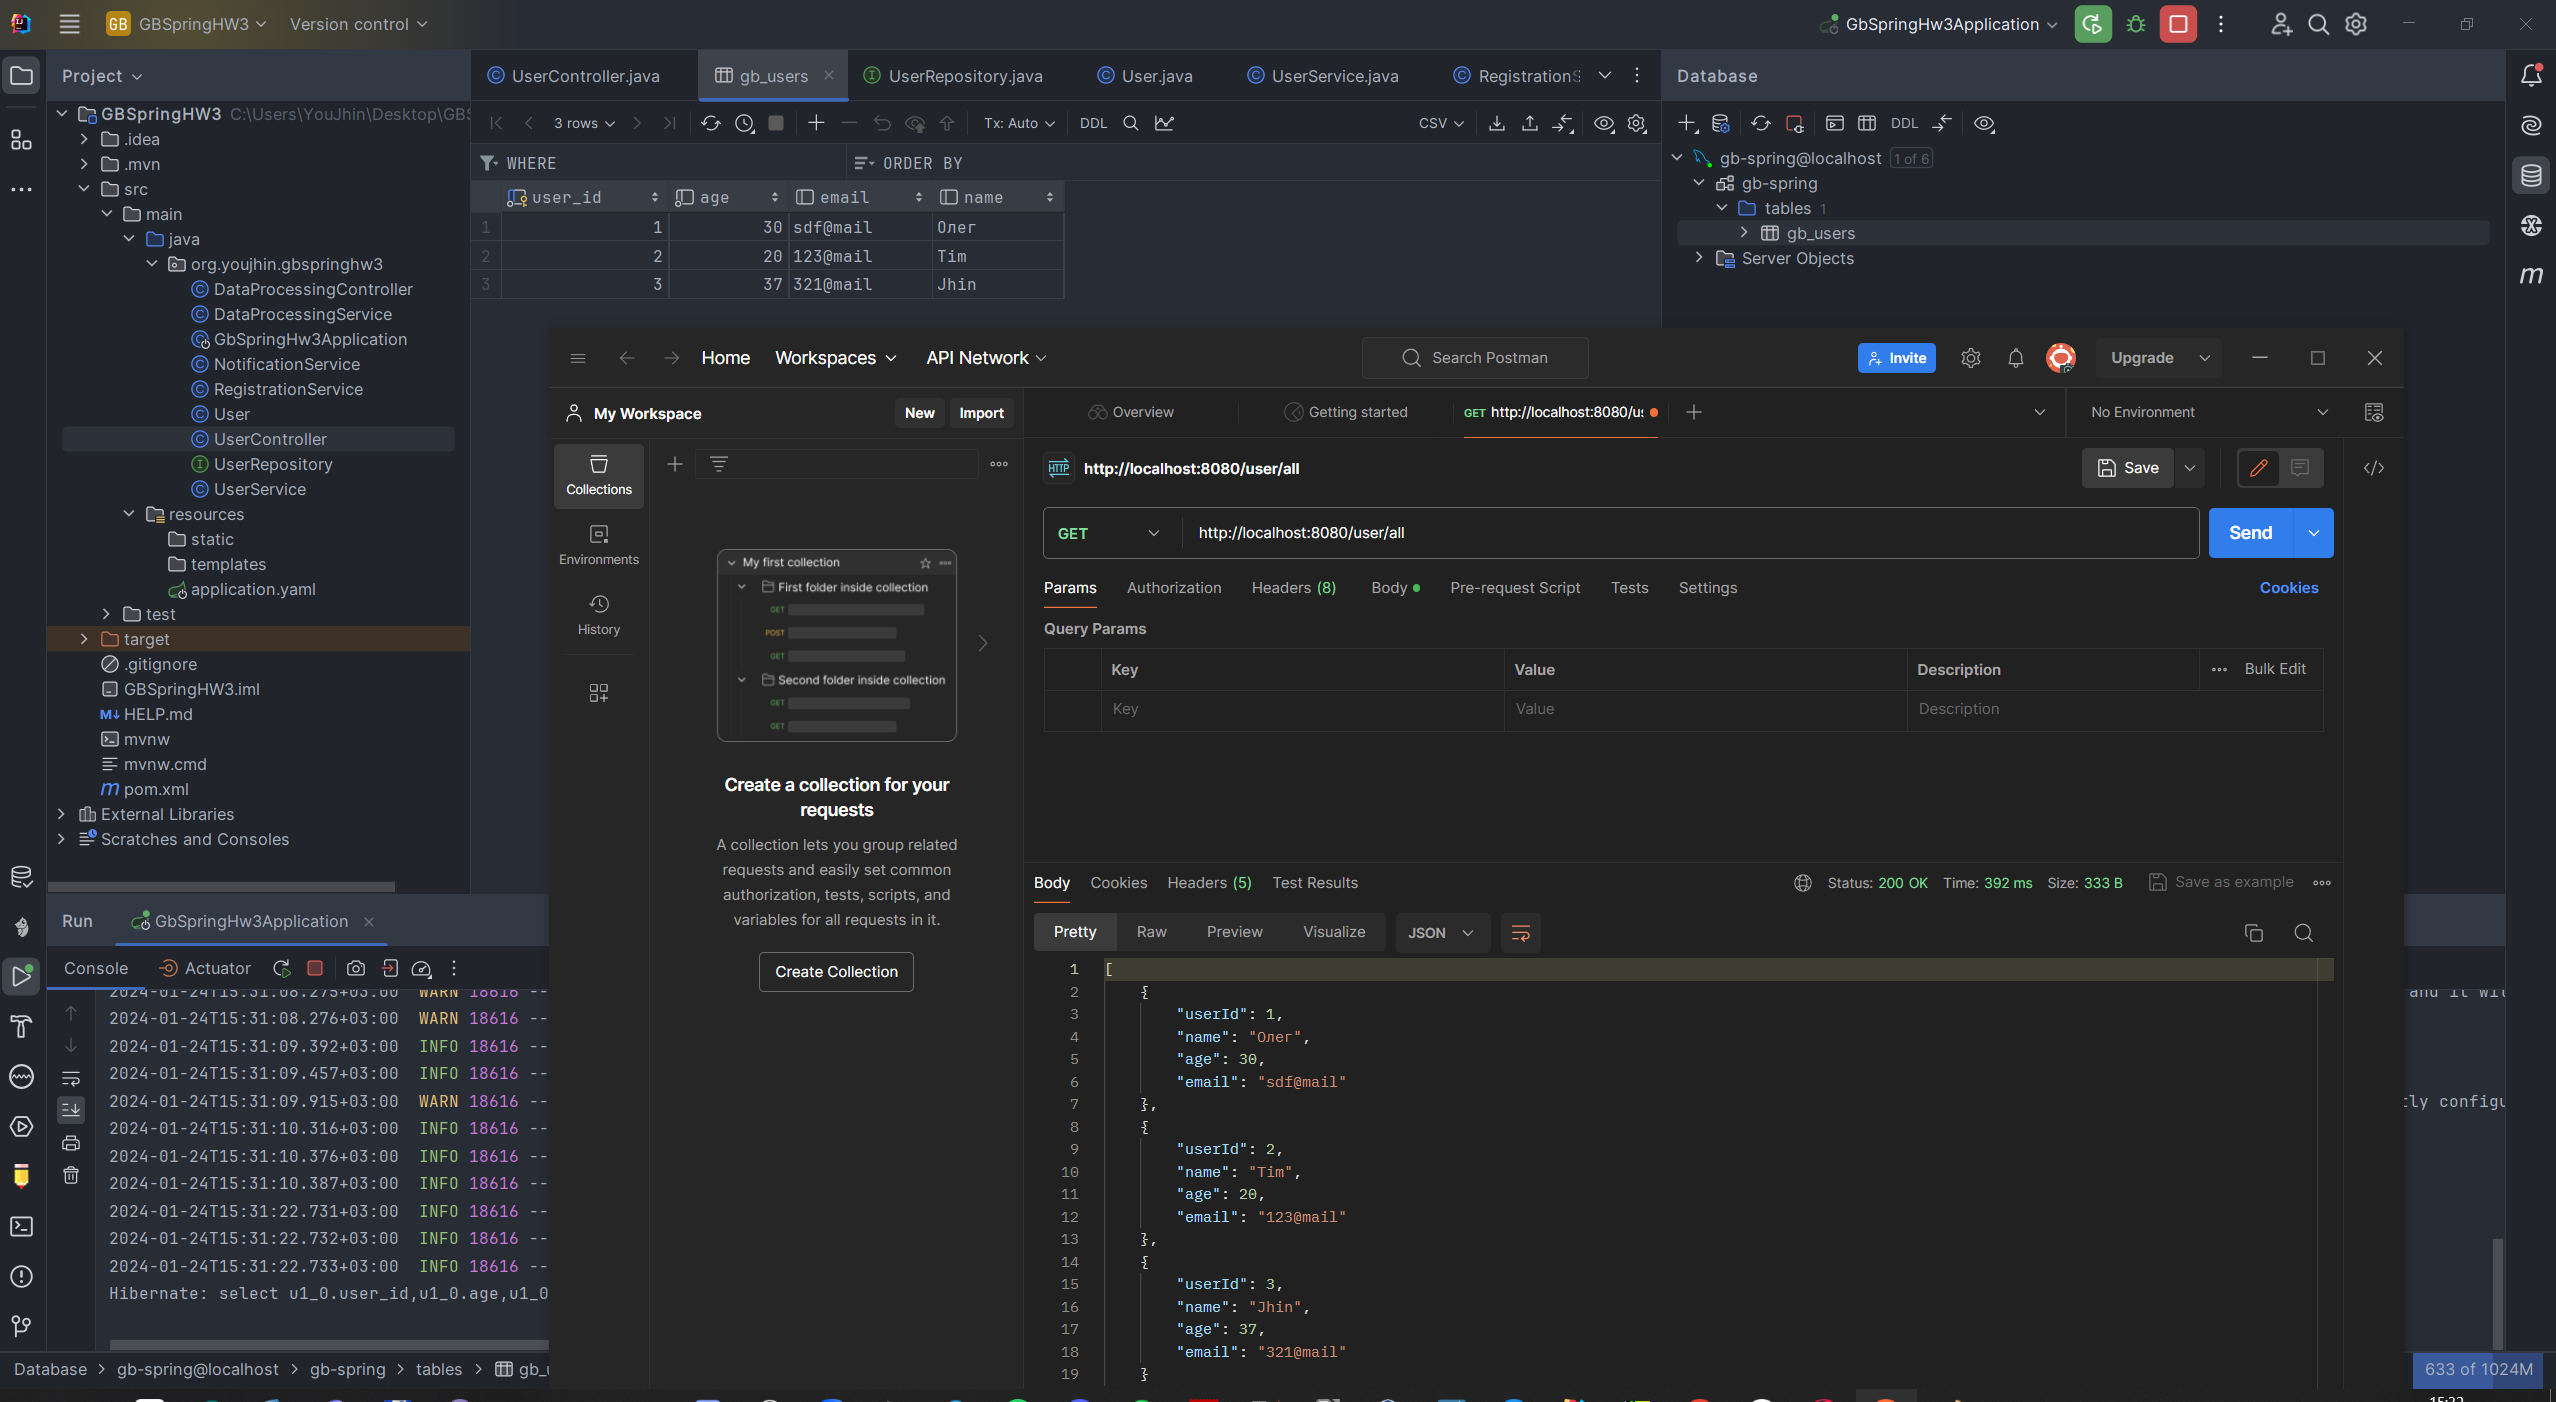 GB GBSpringHW3 Version control GbSpringHw3Application
Project
GBSpringHW3 C:\Users\YouJhin\Desktop\GBS
.idea
.mvn
src
main
java
org.youjhin.gbspringhw3
DataProcessingController
DataProcessingService
GbSpringHw3Application
NotificationService
RegistrationService
User
UserController
UserRepository
UserService
resources
static
templates
application.yaml
test
target
.gitignore
GBSpringHW3.iml
HELP.md
mvnw
mvnw.cmd
pom.xml
External Libraries
Scratches and Consoles
UserController.java gb_users UserRepository.java User.java UserService.java Registration
3 rows Tx: Auto DDL CSV
WHERE ORDER BY
user_id age email name
1 1 30 sdf@mail Олег
2 2 20 123@mail Tim
3 3 37 321@mail Jhin
Database
DDL
gb-spring@localhost 1 of 6
gb-spring
tables 1
gb_users
Server Objects
Home Workspaces API Network Search Postman Invite Upgrade
My Workspace New Import
Overview Getting started GET http://localhost:8080/us No Environment
Collections
Environments
History
My first collection
First folder inside collection
GET
POST
GET
Second folder inside collection
GET
GET
Create a collection for your
requests
A collection lets you group related
requests and easily set common
authorization, tests, scripts, and
variables for all requests in it.
Create Collection
HTTP http://localhost:8080/user/all Save
GET http://localhost:8080/user/all Send
Params Authorization Headers (8) Body Pre-request Script Tests Settings Cookies
Query Params
Key Value Description Bulk Edit
Key Value Description
Body Cookies Headers (5) Test Results Status: 200 OK Time: 392 ms Size: 333 B Save as example
Pretty Raw Preview Visualize JSON
1 [
2 {
3 "userId": 1,
4 "name": "Олег",
5 "age": 30,
6 "email": "sdf@mail"
7 },
8 {
9 "userId": 2,
10 "name": "Tim",
11 "age": 20,
12 "email": "123@mail"
13 },
14 {
15 "userId": 3,
16 "name": "Jhin",
17 "age": 37,
18 "email": "321@mail"
19 }
Run GbSpringHw3Application
Console Actuator
2024-01-24T15:31:08.275+03:00 WARN 18616 -- and it wil
2024-01-24T15:31:08.276+03:00 WARN 18616 --
2024-01-24T15:31:09.392+03:00 INFO 18616 --
2024-01-24T15:31:09.457+03:00 INFO 18616 --
2024-01-24T15:31:09.915+03:00 WARN 18616 -- tly configu
2024-01-24T15:31:10.316+03:00 INFO 18616 --
2024-01-24T15:31:10.376+03:00 INFO 18616 --
2024-01-24T15:31:10.387+03:00 INFO 18616 --
2024-01-24T15:31:22.731+03:00 INFO 18616 --
2024-01-24T15:31:22.732+03:00 INFO 18616 --
2024-01-24T15:31:22.733+03:00 INFO 18616 --
Hibernate: select u1_0.user_id,u1_0.age,u1_0
Database > gb-spring@localhost > gb-spring > tables > gb_u 633 of 1024M